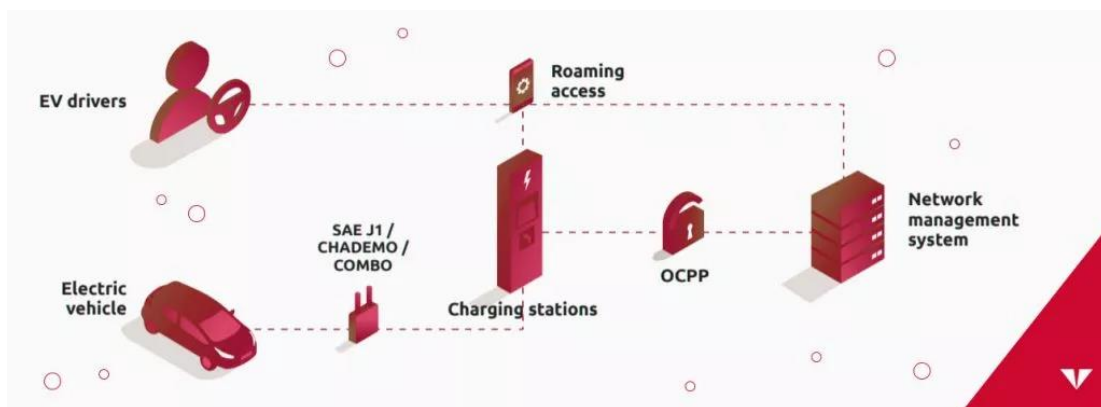 EV drivers
Roaming
access
SAE J1 /
CHADEMO /
COMBO
Electric
vehicle
Charging stations
OCPP
Network
management
system